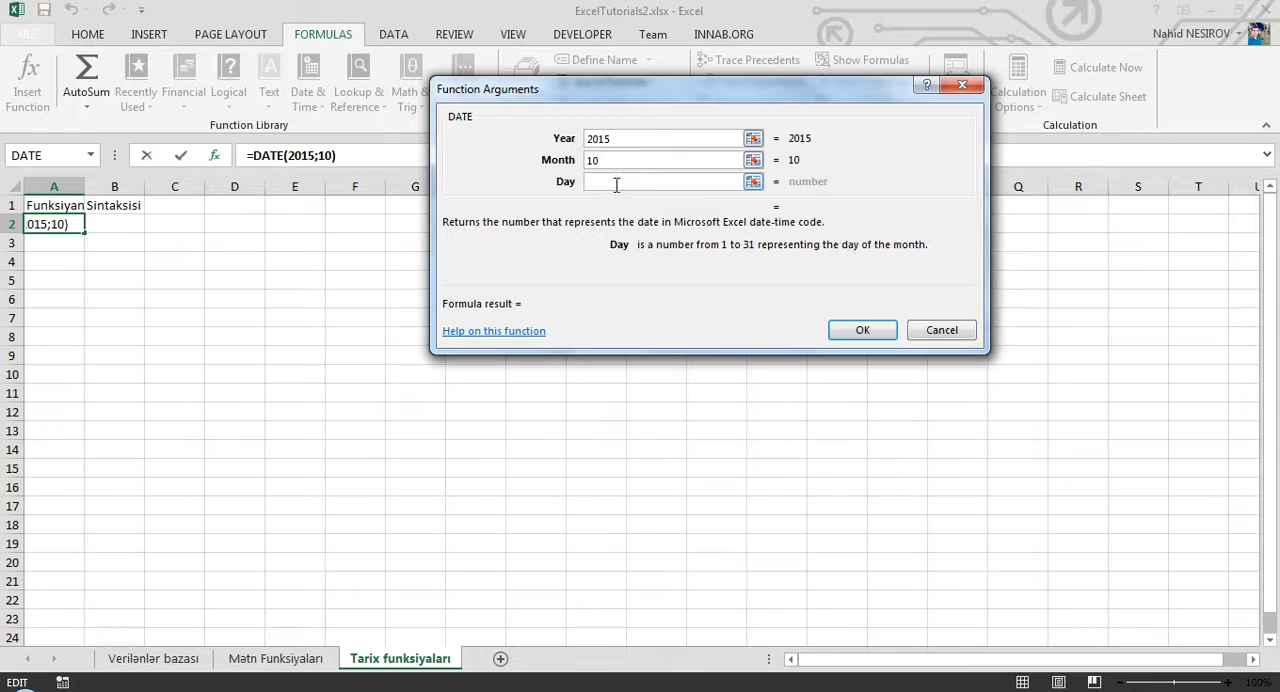 ExcelTutorials2.xlsx - Excel
FILE HOME INSERT PAGE LAYOUT FORMULAS DATA REVIEW VIEW DEVELOPER Team INNAB.ORG
Nahid NESIROV
Insert Function
AutoSum
Recently Used
Financial
Logical
Text
Date & Time
Lookup & Reference
Math & Trig
Function Library
Define Name
Trace Precedents
Show Formulas
Calculation Options
Calculate Now
Calculate Sheet
Calculation
DATE
fx
=DATE(2015;10)
A B C D E F G Q R T
1 Funksiyan Sintaksisi
2 015;10)
3
4
5
6
7
8
9
10
11
12
13
14
15
16
17
18
19
20
21
22
23
24
Function Arguments
DATE
Year 2015 = 2015
Month 10 = 10
Day = number
=
Returns the number that represents the date in Microsoft Excel date-time code.
Day is a number from 1 to 31 representing the day of the month.
Formula result =
Help on this function
OK
Cancel
Verilənlər bazası Mətn Funksiyaları Tarix funksiyaları
EDIT
100%